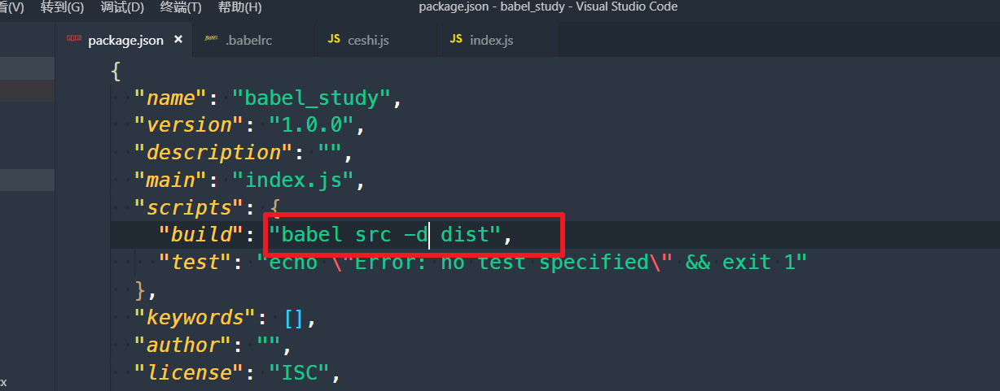 看(V) 转到(G) 调试(D) 终端(T) 帮助(H) package.json - babel_study - Visual Studio Code
package.json × .babelrc JS ceshi.js JS index.js
{
"name": "babel_study",
"version": "1.0.0",
"description": "",
"main": "index.js",
"scripts": {
"build": "babel src -d dist",
"test": "echo \"Error: no test specified\" && exit 1"
},
"keywords": [],
"author": "",
"license": "ISC",
x